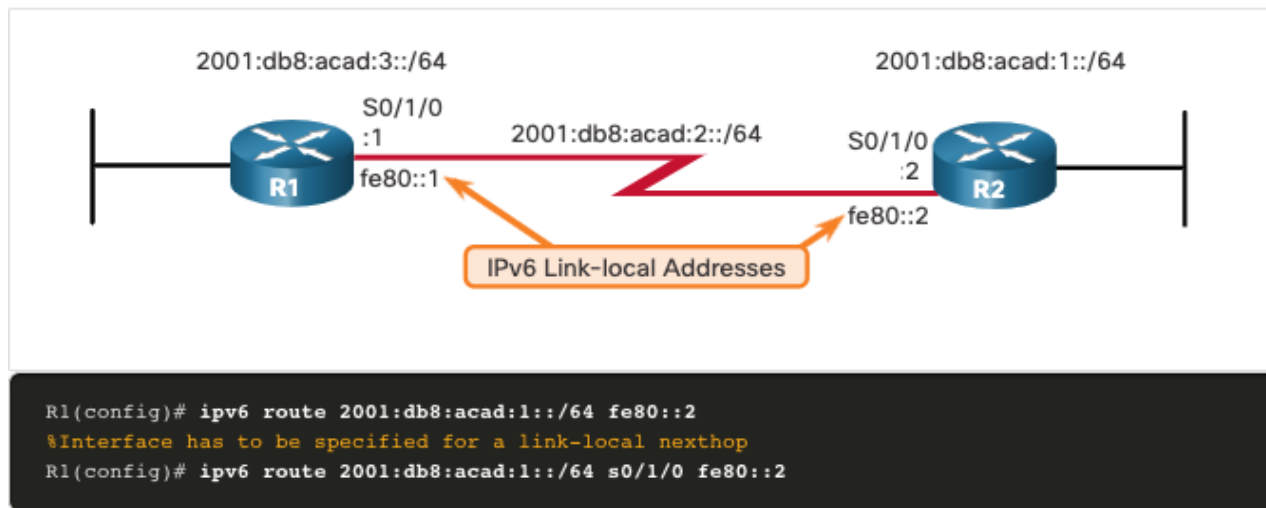 2001:db8:acad:3::/64
2001:db8:acad:1::/64
S0/1/0
:1
2001:db8:acad:2::/64
S0/1/0
:2
R1
fe80::1
R2
fe80::2
IPv6 Link-local Addresses
R1(config)# ipv6 route 2001:db8:acad:1::/64 fe80::2
%Interface has to be specified for a link-local nexthop
R1(config)# ipv6 route 2001:db8:acad:1::/64 s0/1/0 fe80::2